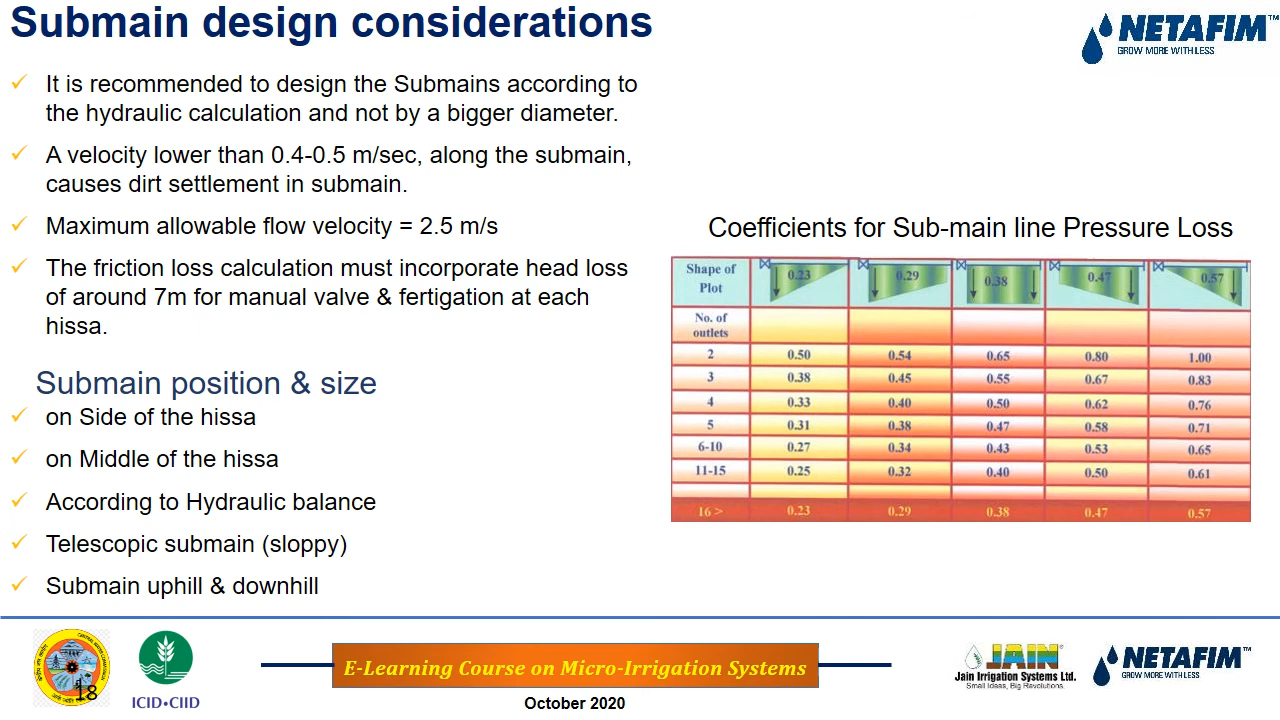 Submain design considerations
NETAFIM™
GROW MORE WITH LESS
✓ It is recommended to design the Submains according to
the hydraulic calculation and not by a bigger diameter.
✓ A velocity lower than 0.4-0.5 m/sec, along the submain,
causes dirt settlement in submain.
✓ Maximum allowable flow velocity = 2.5 m/s
✓ The friction loss calculation must incorporate head loss
of around 7m for manual valve & fertigation at each
hissa.
Submain position & size
✓ on Side of the hissa
✓ on Middle of the hissa
✓ According to Hydraulic balance
✓ Telescopic submain (sloppy)
✓ Submain uphill & downhill
Coefficients for Sub-main line Pressure Loss
Shape of
Plot
0.23 0.29 0.38 0.47 0.57
No. of
outlets
2 0.50 0.54 0.65 0.80 1.00
3 0.38 0.45 0.55 0.67 0.83
4 0.33 0.40 0.50 0.62 0.76
5 0.31 0.38 0.47 0.58 0.71
6-10 0.27 0.34 0.43 0.53 0.65
11-15 0.25 0.32 0.40 0.50 0.61
16 > 0.23 0.29 0.38 0.47 0.57
18
ICID•CIID
E-Learning Course on Micro-Irrigation Systems
October 2020
JAIN®
Jain Irrigation Systems Ltd.
Small Ideas, Big Revolutions.
NETAFIM™
GROW MORE WITH LESS